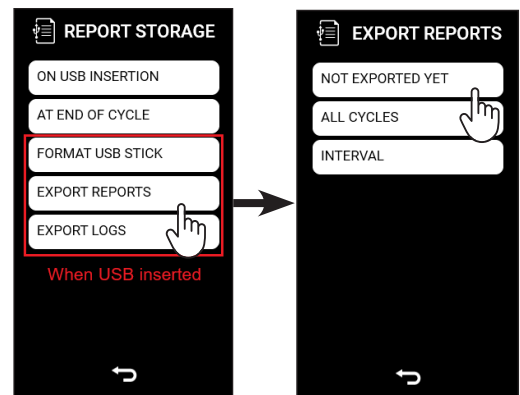 REPORT STORAGE
ON USB INSERTION
AT END OF CYCLE
FORMAT USB STICK
EXPORT REPORTS
EXPORT LOGS
When USB inserted
EXPORT REPORTS
NOT EXPORTED YET
ALL CYCLES
INTERVAL